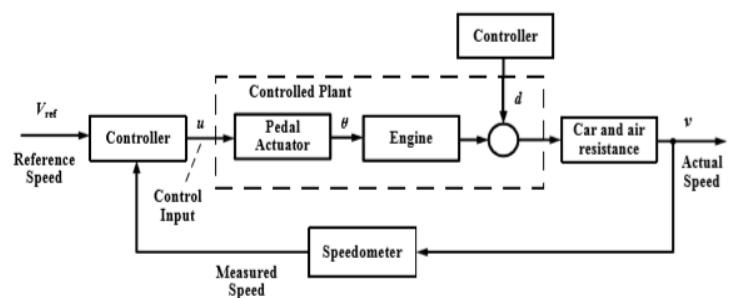 Controller
Controlled Plant
d
V_ref
u
θ
v
Controller
Pedal
Actuator
Engine
Car and air
resistance
Reference
Speed
Actual
Speed
Control
Input
Speedometer
Measured
Speed